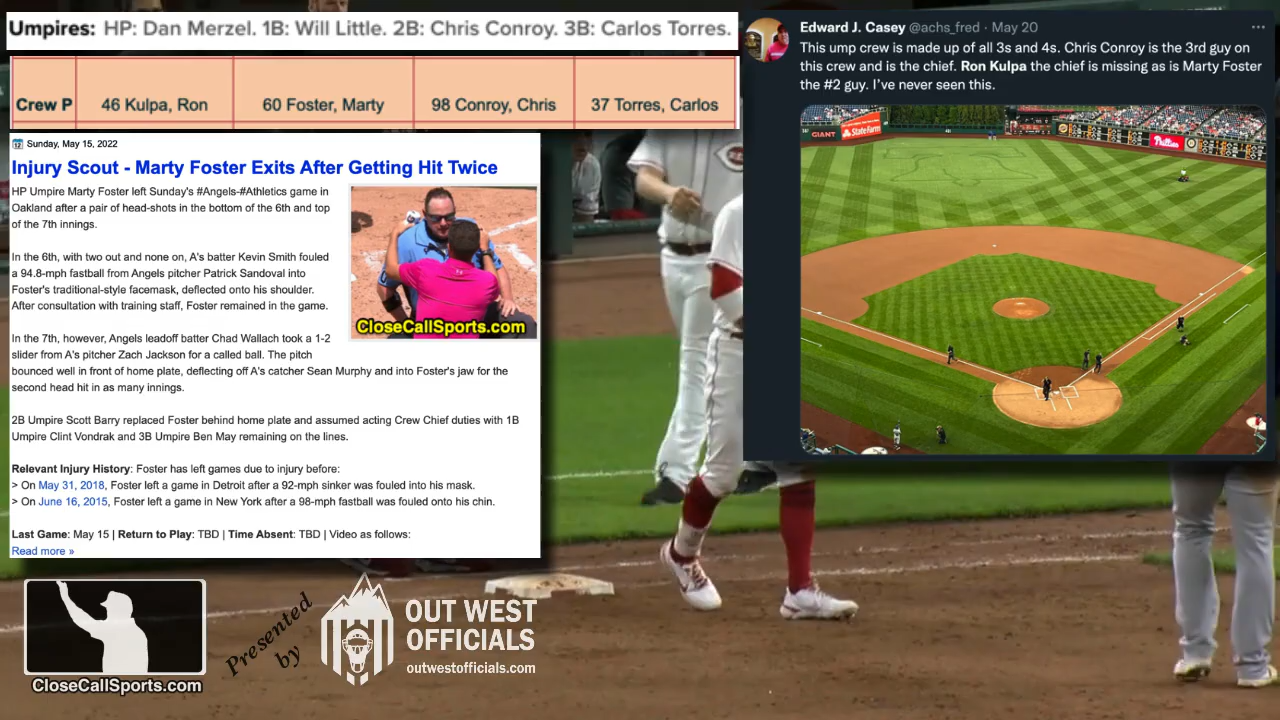 Umpires: HP: Dan Merzel. 1B: Will Little. 2B: Chris Conroy. 3B: Carlos Torres.
Crew P 46 Kulpa, Ron 60 Foster, Marty 98 Conroy, Chris 37 Torres, Carlos
Sunday, May 15, 2022
Injury Scout - Marty Foster Exits After Getting Hit Twice
HP Umpire Marty Foster left Sunday's #Angels-#Athletics game in
Oakland after a pair of head-shots in the bottom of the 6th and top
of the 7th innings.
In the 6th, with two out and none on, A's batter Kevin Smith fouled
a 94.8-mph fastball from Angels pitcher Patrick Sandoval into
Foster's traditional-style facemask, deflected onto his shoulder.
After consultation with training staff, Foster remained in the game.
In the 7th, however, Angels leadoff batter Chad Wallach took a 1-2
slider from A's pitcher Zach Jackson for a called ball. The pitch
bounced well in front of home plate, deflecting off A's catcher Sean Murphy and into Foster's jaw for the
second head hit in as many innings.
CloseCallSports.com
2B Umpire Scott Barry replaced Foster behind home plate and assumed acting Crew Chief duties with 1B
Umpire Clint Vondrak and 3B Umpire Ben May remaining on the lines.
Relevant Injury History: Foster has left games due to injury before:
> On May 31, 2018, Foster left a game in Detroit after a 92-mph sinker was fouled into his mask.
> On June 16, 2015, Foster left a game in New York after a 98-mph fastball was fouled onto his chin.
Last Game: May 15 | Return to Play: TBD | Time Absent: TBD | Video as follows:
Read more »
Edward J. Casey @achs_fred · May 20 ···
This ump crew is made up of all 3s and 4s. Chris Conroy is the 3rd guy on
this crew and is the chief. Ron Kulpa the chief is missing as is Marty Foster
the #2 guy. I've never seen this.
GIANT
State Farm
Phillies
CloseCallSports.com
Presented
by
OUT WEST
OFFICIALS
outwestofficials.com